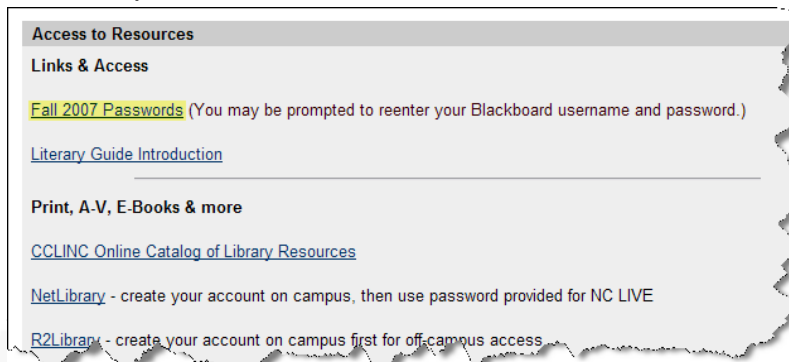 Access to Resources
Links & Access
Fall 2007 Passwords (You may be prompted to reenter your Blackboard username and password.)
Literary Guide Introduction
Print, A-V, E-Books & more
CCLINC Online Catalog of Library Resources
NetLibrary - create your account on campus, then use password provided for NC LIVE
R2Library - create your account on campus first for off-campus access